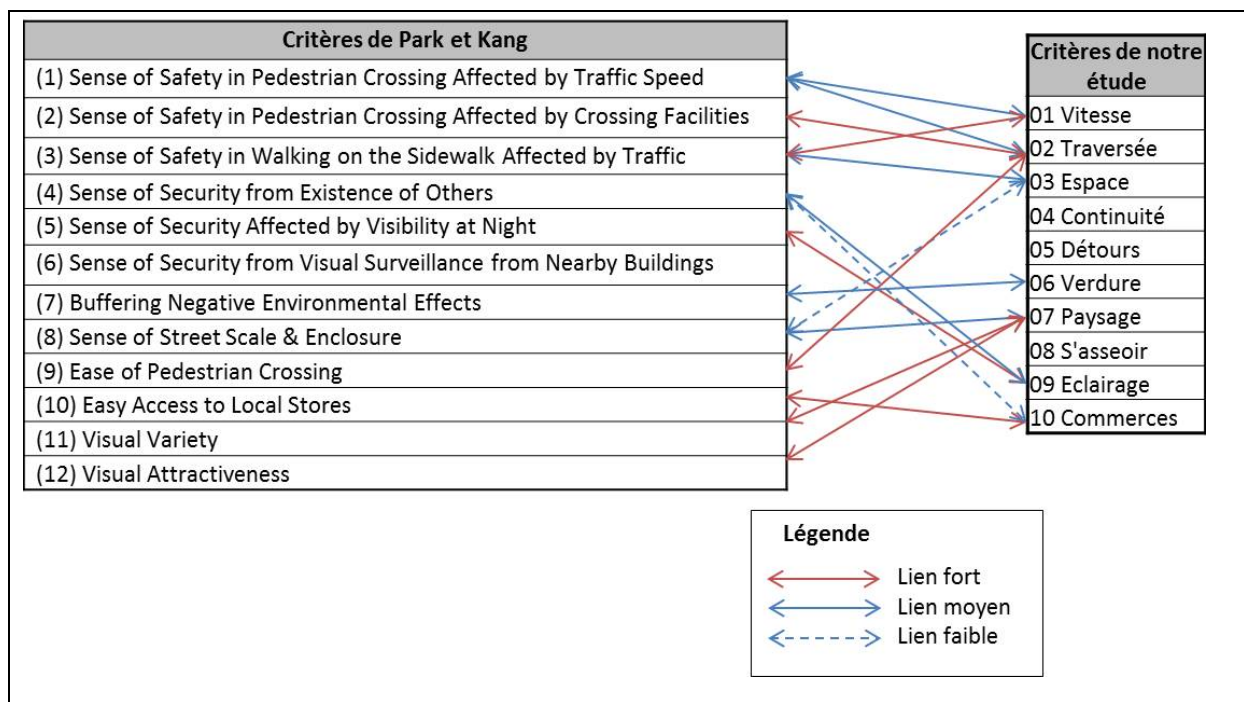 Critères de Park et Kang
(1) Sense of Safety in Pedestrian Crossing Affected by Traffic Speed
(2) Sense of Safety in Pedestrian Crossing Affected by Crossing Facilities
(3) Sense of Safety in Walking on the Sidewalk Affected by Traffic
(4) Sense of Security from Existence of Others
(5) Sense of Security Affected by Visibility at Night
(6) Sense of Security from Visual Surveillance from Nearby Buildings
(7) Buffering Negative Environmental Effects
(8) Sense of Street Scale & Enclosure
(9) Ease of Pedestrian Crossing
(10) Easy Access to Local Stores
(11) Visual Variety
(12) Visual Attractiveness
Critères de notre
étude
01 Vitesse
02 Traversée
03 Espace
04 Continuité
05 Détours
06 Verdure
07 Paysage
08 S'asseoir
09 Eclairage
10 Commerces
Légende
Lien fort
Lien moyen
Lien faible